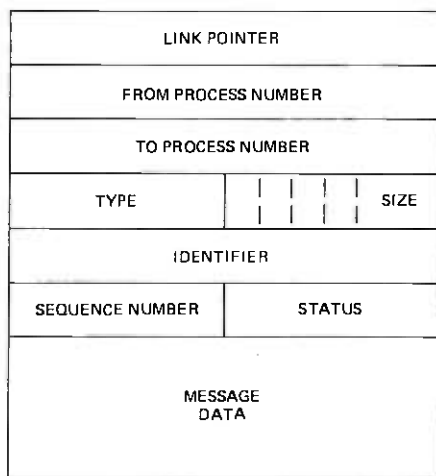 LINK POINTER
FROM PROCESS NUMBER
TO PROCESS NUMBER
TYPE SIZE
IDENTIFIER
SEQUENCE NUMBER STATUS
MESSAGE
DATA